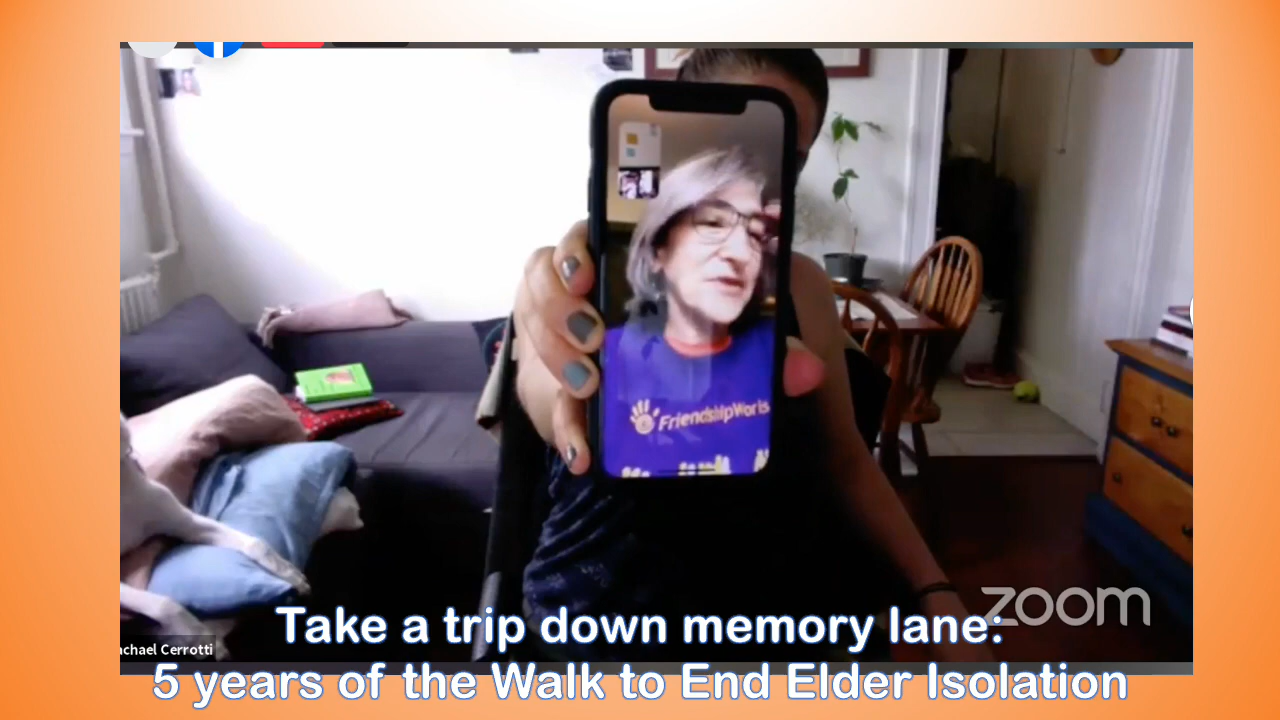 FriendshipWorks
zoom
achael Cerrotti
Take a trip down memory lane:
5 years of the Walk to End Elder Isolation